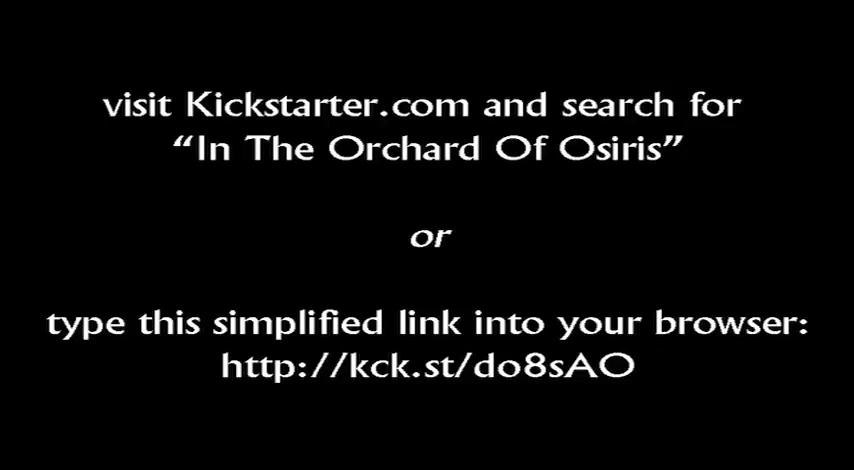 visit Kickstarter.com and search for
“In The Orchard Of Osiris”
or
type this simplified link into your browser:
http://kck.st/do8sAO